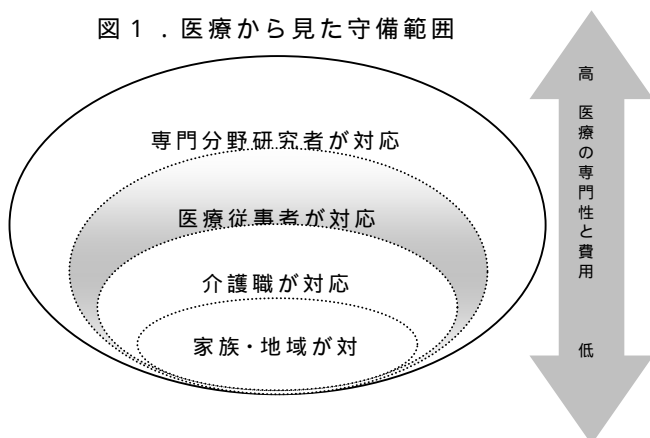 図1.医療から見た守備範囲
専門分野研究者が対応
医療従事者が対応
介護職が対応
家族・地域が対
高 医療の専門性と費用 低